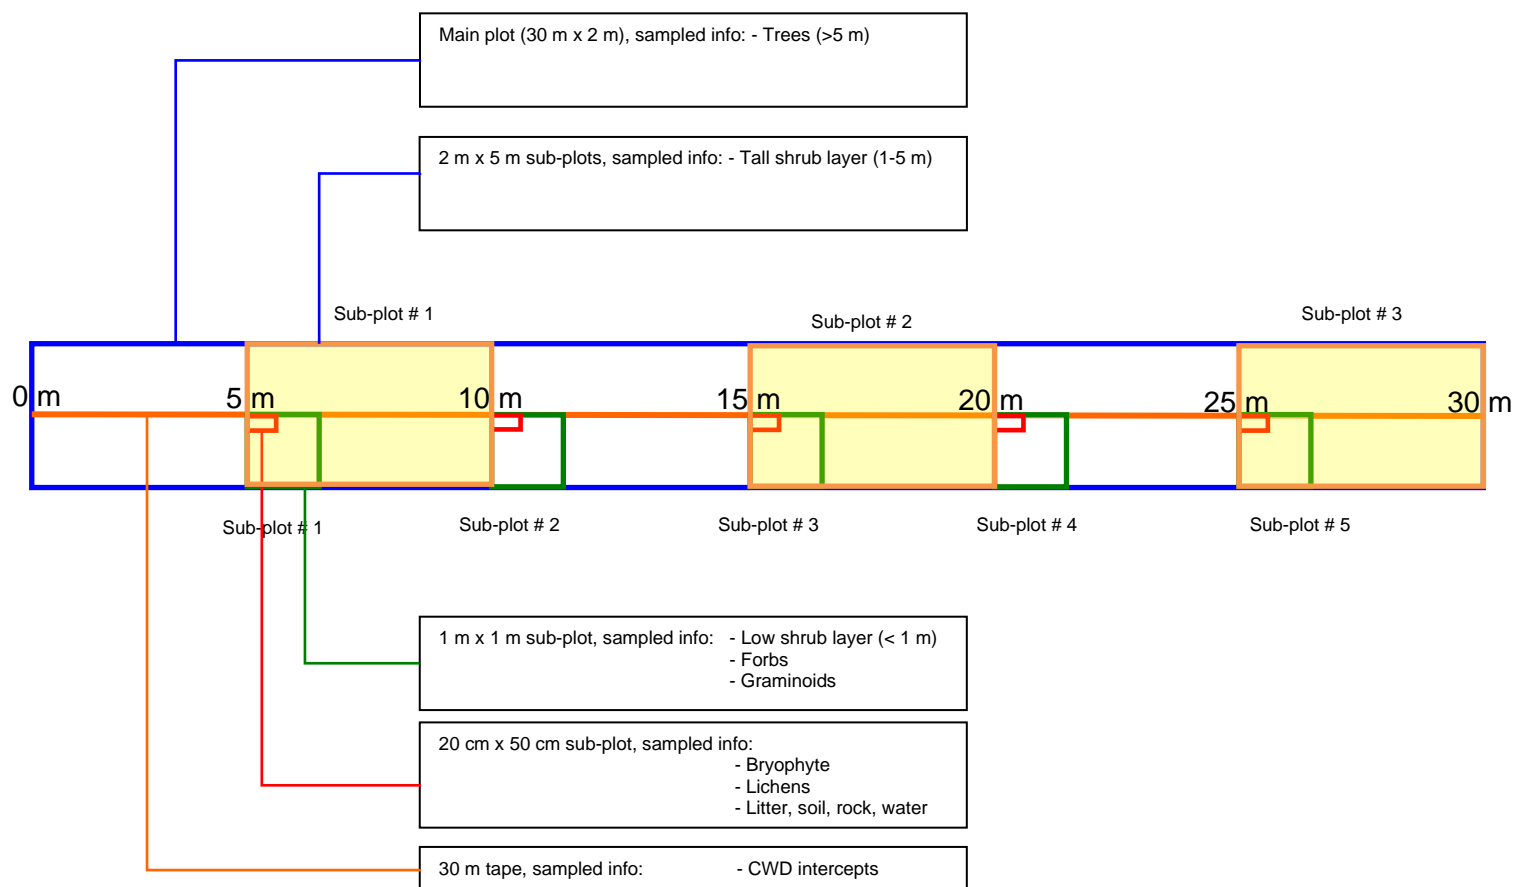 Main plot (30 m x 2 m), sampled info: - Trees (>5 m)
2 m x 5 m sub-plots, sampled info: - Tall shrub layer (1-5 m)
Sub-plot # 1
Sub-plot # 2
Sub-plot # 3
0 m
5 m
10 m
15 m
20 m
25 m
30 m
Sub-plot # 1
Sub-plot # 2
Sub-plot # 3
Sub-plot # 4
Sub-plot # 5
1 m x 1 m sub-plot, sampled info: - Low shrub layer (< 1 m)
- Forbs
- Graminoids
20 cm x 50 cm sub-plot, sampled info:
- Bryophyte
- Lichens
- Litter, soil, rock, water
30 m tape, sampled info: - CWD intercepts